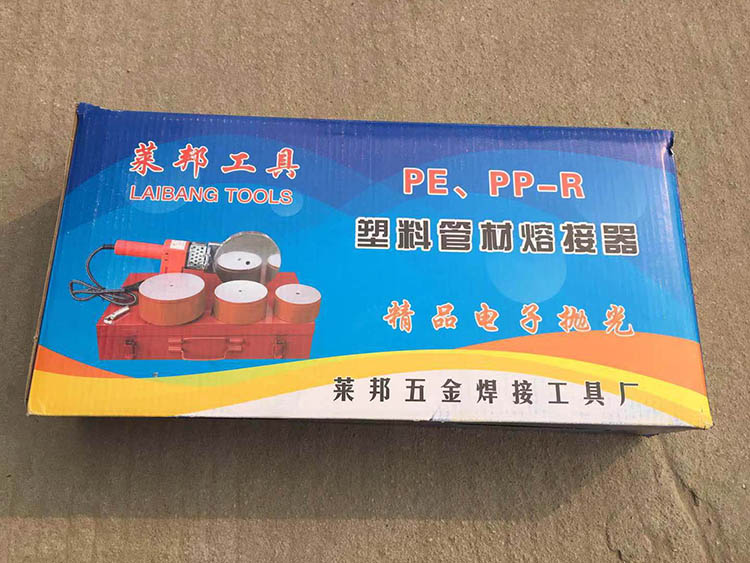 莱邦工具
LAIBANG TOOLS
PE、PP-R
塑料管材熔接器
精品电子抛光
莱邦五金焊接工具厂